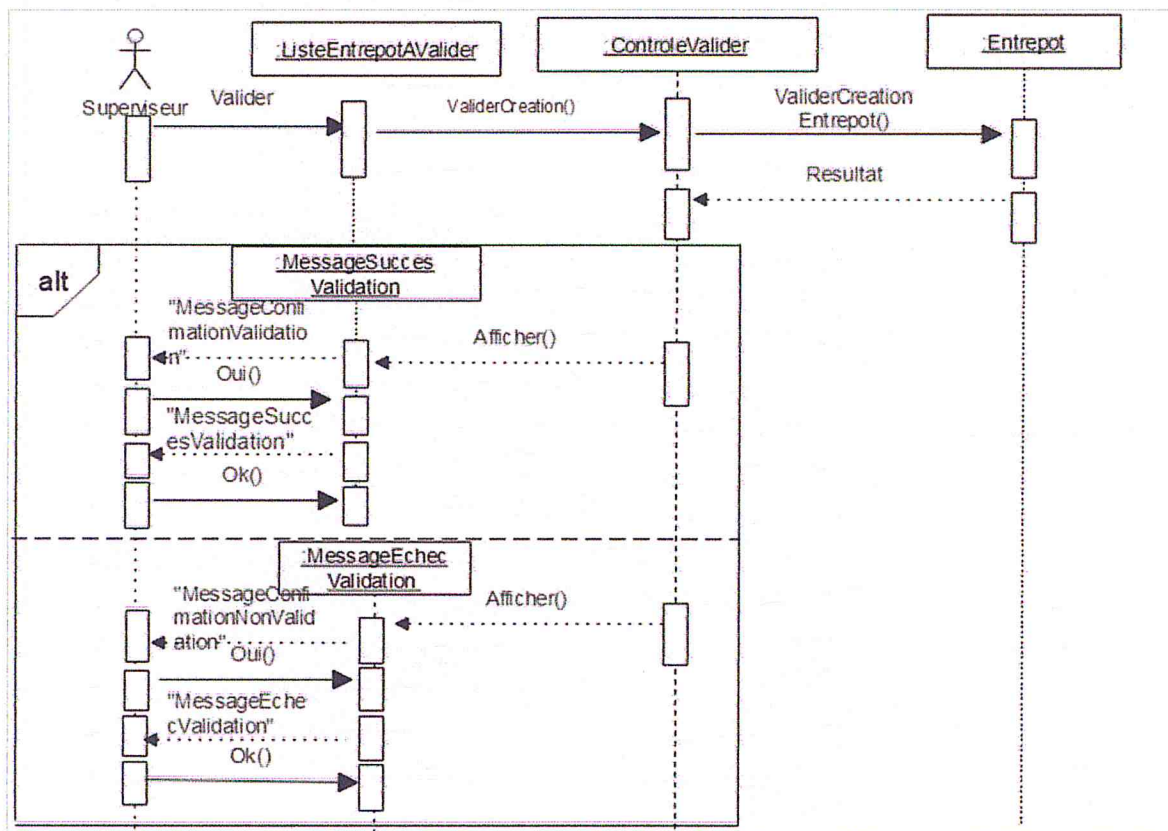 :ListeEntrepotAValider
:ControleValider
:Entrepot
Superviseur
Valider
ValiderCreation()
ValiderCreation
Entrepot()
Resultat
alt
:MessageSucces
Validation
"MessageConfi
mationValidatio
n"
Afficher()
Oui()
"MessageSucc
esValidation"
Ok()
:MessageEchec
Validation
"MessageConfi
mationNonValid
ation"
Afficher()
Oui()
"MessageEche
cValidation"
Ok()